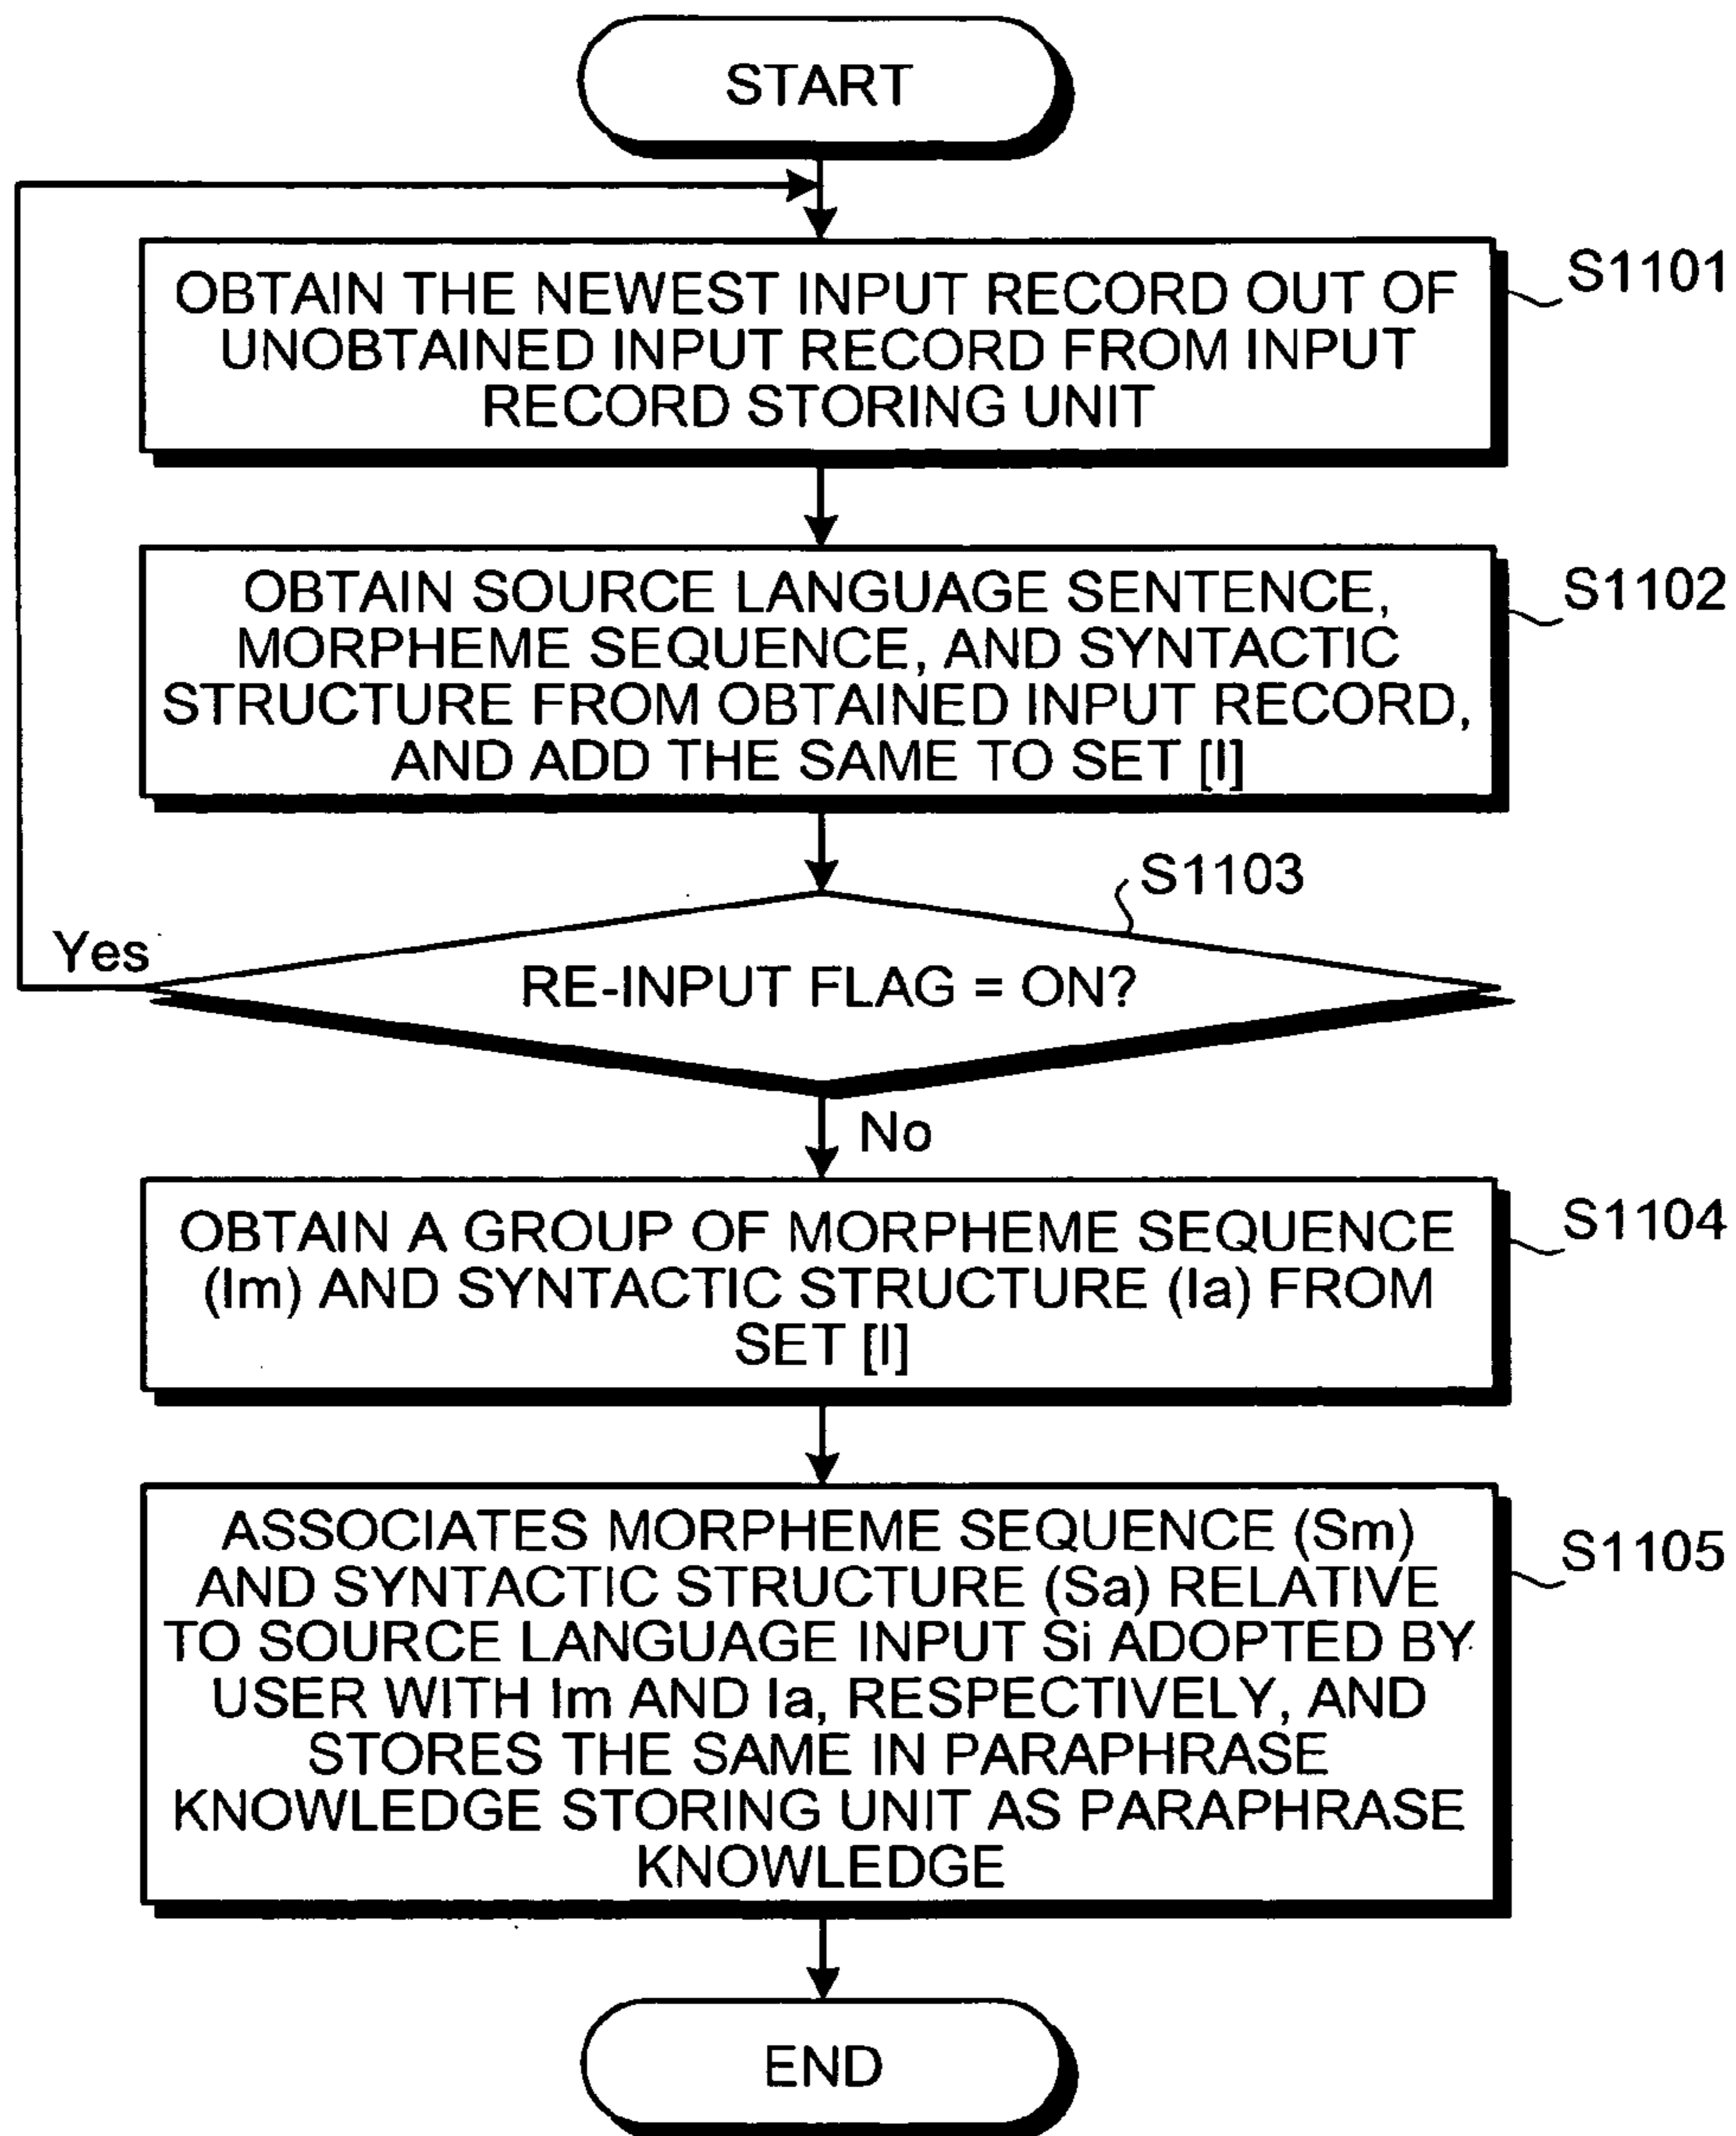 START
OBTAIN THE NEWEST INPUT RECORD OUT OF
UNOBTAINED INPUT RECORD FROM INPUT
RECORD STORING UNIT
S1101
OBTAIN SOURCE LANGUAGE SENTENCE,
MORPHEME SEQUENCE, AND SYNTACTIC
STRUCTURE FROM OBTAINED INPUT RECORD,
AND ADD THE SAME TO SET [I]
S1102
S1103
Yes
RE-INPUT FLAG = ON?
No
OBTAIN A GROUP OF MORPHEME SEQUENCE
(Im) AND SYNTACTIC STRUCTURE (Ia) FROM
SET [I]
S1104
ASSOCIATES MORPHEME SEQUENCE (Sm)
AND SYNTACTIC STRUCTURE (Sa) RELATIVE
TO SOURCE LANGUAGE INPUT Si ADOPTED BY
USER WITH Im AND Ia, RESPECTIVELY, AND
STORES THE SAME IN PARAPHRASE
KNOWLEDGE STORING UNIT AS PARAPHRASE
KNOWLEDGE
S1105
END